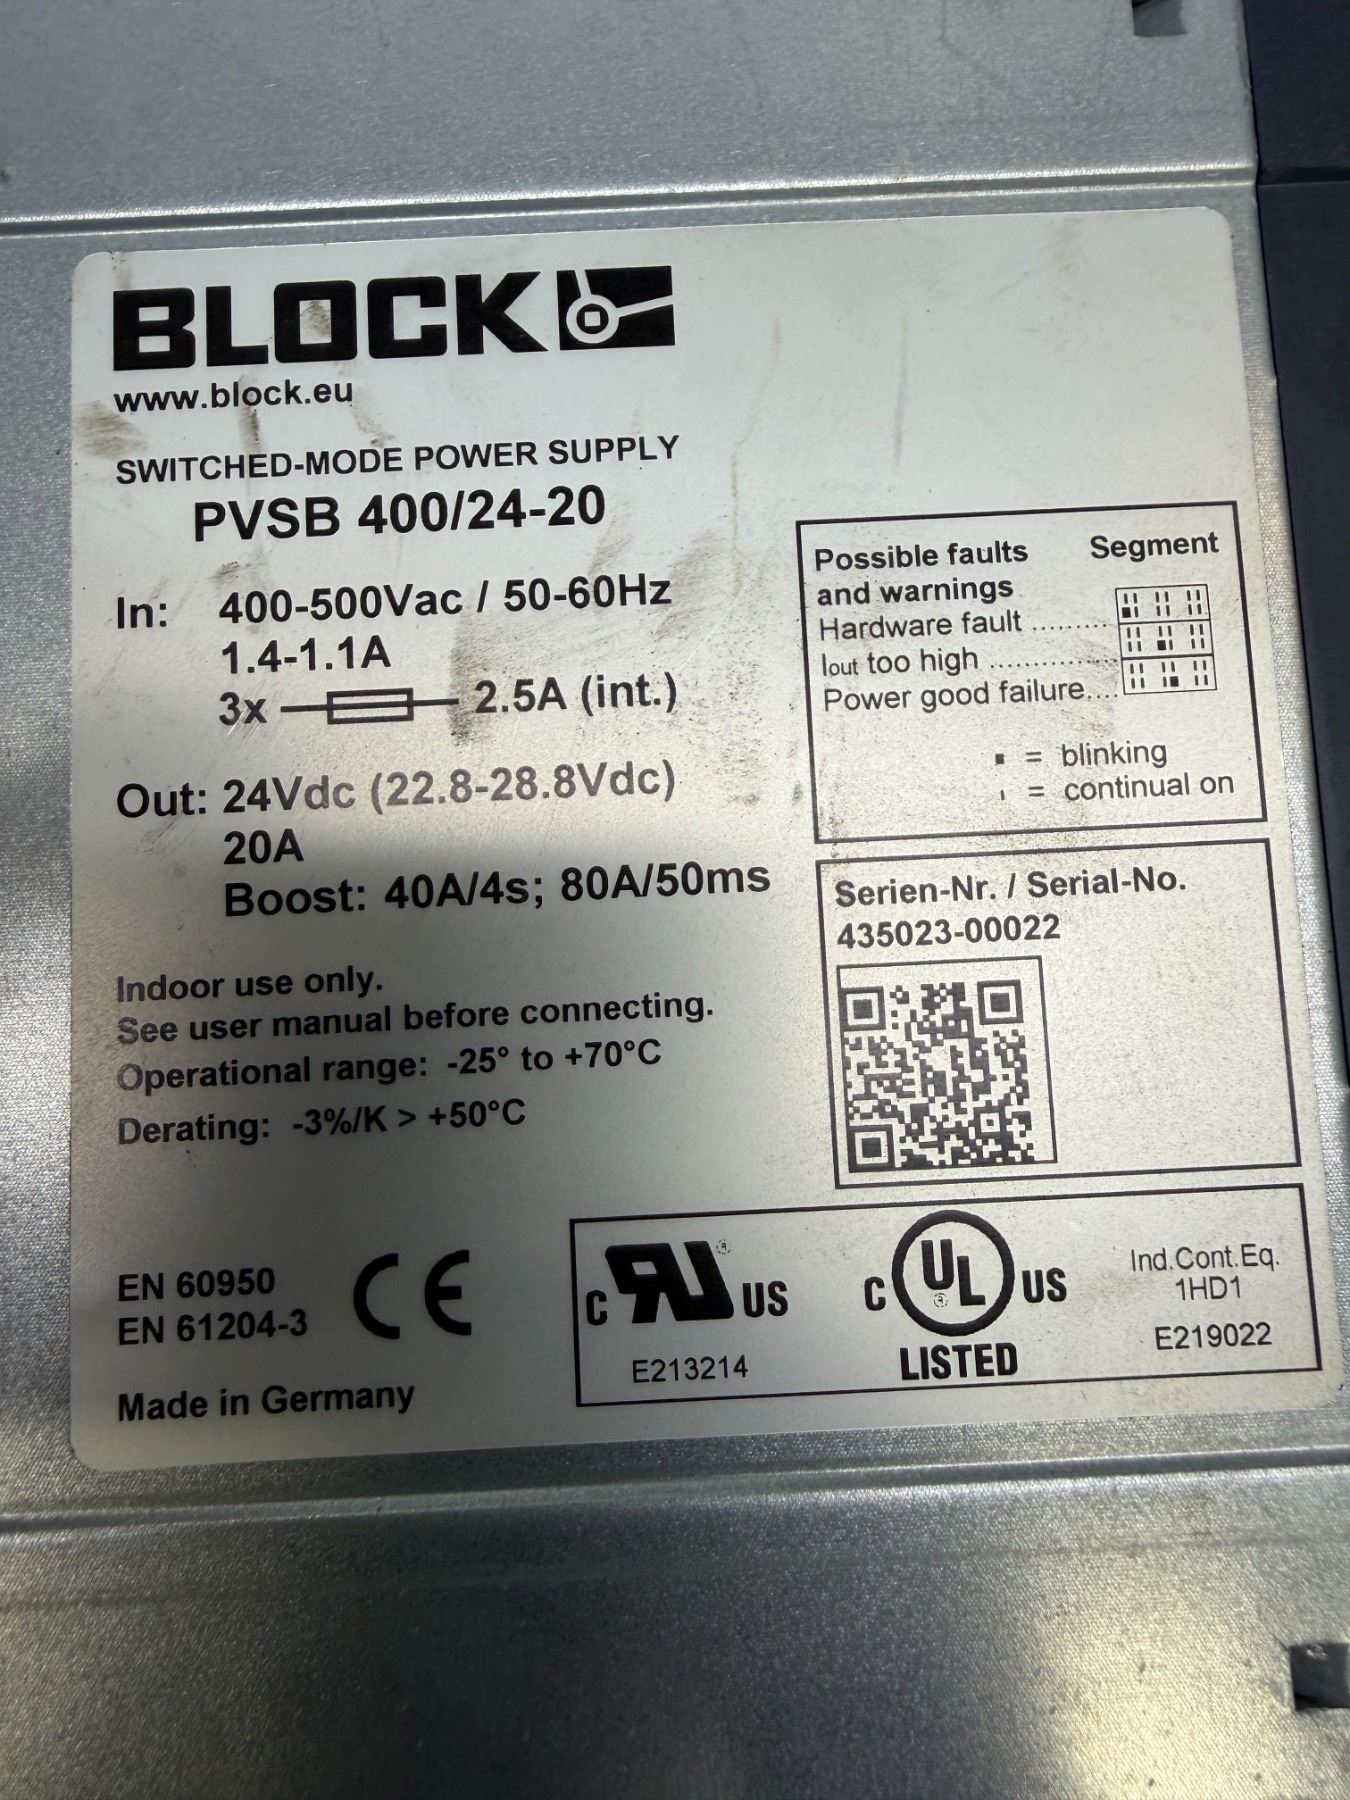 BLOCK
www.block.eu
SWITCHED-MODE POWER SUPPLY
PVSB 400/24-20
In: 400-500Vac / 50-60Hz
1.4-1.1A
3x 2.5A (int.)
Out: 24Vdc (22.8-28.8Vdc)
20A
Boost: 40A/4s; 80A/50ms
Indoor use only.
See user manual before connecting.
Operational range: -25° to +70°C
Derating: -3%/K > +50°C
EN 60950
EN 61204-3
CE
Made in Germany
Possible faults Segment
and warnings
Hardware fault ..........
Iout too high ................
Power good failure....
▪ = blinking
ı = continual on
Serien-Nr. / Serial-No.
435023-00022
c RU ® US
E213214
c UL ® US
LISTED
Ind.Cont.Eq.
1HD1
E219022